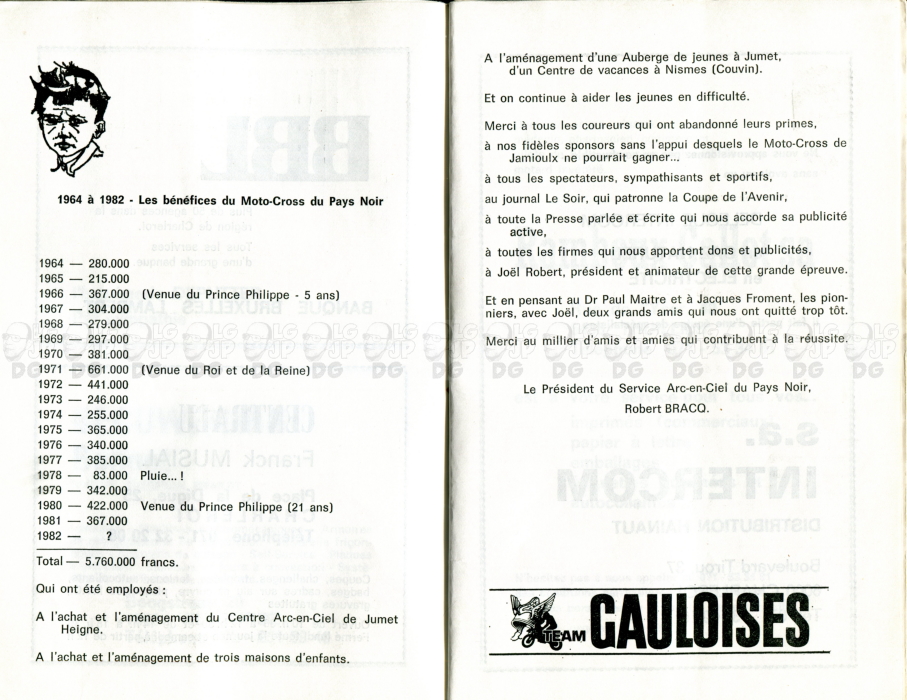 1964 à 1982 - Les bénéfices du Moto-Cross du Pays Noir
1964 — 280.000
1965 — 215.000
1966 — 367.000 (Venue du Prince Philippe - 5 ans)
1967 — 304.000
1968 — 279.000
1969 — 297.000
1970 — 381.000
1971 — 661.000 (Venue du Roi et de la Reine)
1972 — 441.000
1973 — 246.000
1974 — 255.000
1975 — 365.000
1976 — 340.000
1977 — 385.000
1978 — 83.000 Pluie... !
1979 — 342.000
1980 — 422.000 Venue du Prince Philippe (21 ans)
1981 — 367.000
1982 — ?
Total — 5.760.000 francs.
Qui ont été employés :
A l'achat et l'aménagement du Centre Arc-en-Ciel de Jumet
Heigne.
A l'achat et l'aménagement de trois maisons d'enfants.
A l'aménagement d'une Auberge de jeunes à Jumet,
d'un Centre de vacances à Nismes (Couvin).
Et on continue à aider les jeunes en difficulté.
Merci à tous les coureurs qui ont abandonné leurs primes,
à nos fidèles sponsors sans l'appui desquels le Moto-Cross de
Jamioulx ne pourrait gagner...
à tous les spectateurs, sympathisants et sportifs,
au journal Le Soir, qui patronne la Coupe de l'Avenir,
à toute la Presse parlée et écrite qui nous accorde sa publicité
active,
à toutes les firmes qui nous apportent dons et publicités,
à Joël Robert, président et animateur de cette grande épreuve.
Et en pensant au Dr Paul Maitre et à Jacques Froment, les pion-
niers, avec Joël, deux grands amis qui nous ont quitté trop tôt.
Merci au millier d'amis et amies qui contribuent à la réussite.
Le Président du Service Arc-en-Ciel du Pays Noir,
Robert BRACQ.
TEAM GAULOISES